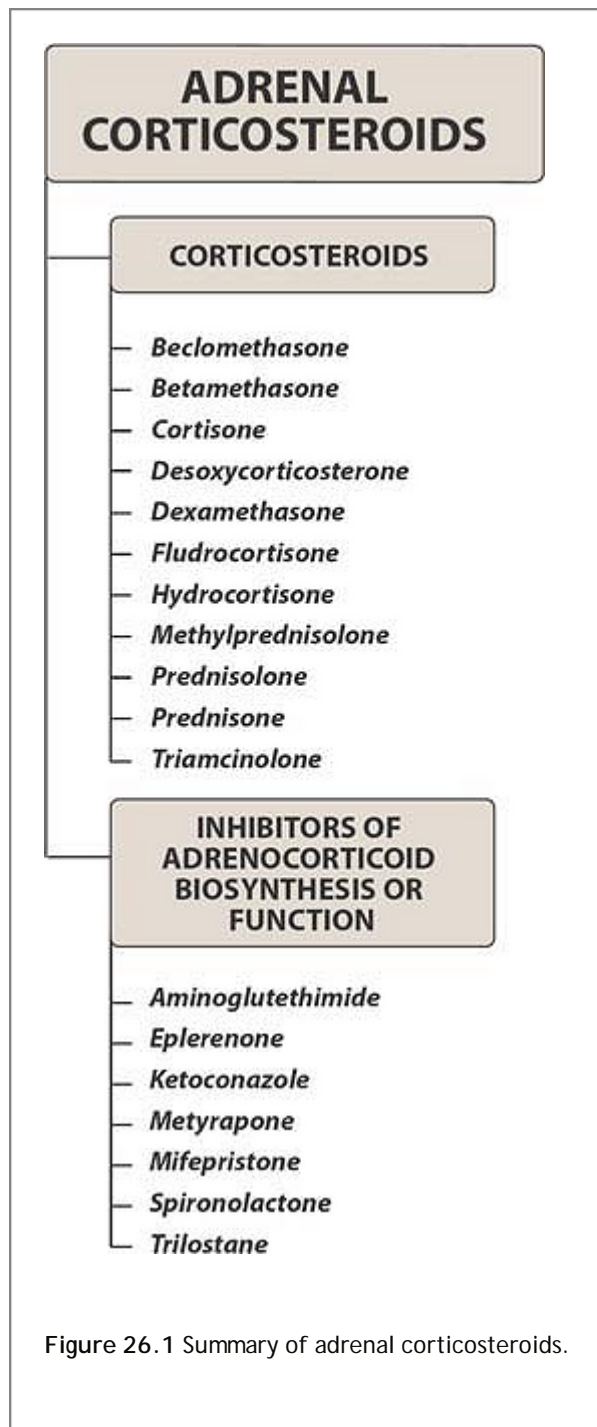 ADRENAL
CORTICOSTEROIDS
CORTICOSTEROIDS
Beclomethasone
Betamethasone
Cortisone
Desoxycorticosterone
Dexamethasone
Fludrocortisone
Hydrocortisone
Methylprednisolone
Prednisolone
Prednisone
Triamcinolone
INHIBITORS OF
ADRENOCORTICOID
BIOSYNTHESIS OR
FUNCTION
Aminoglutethimide
Eplerenone
Ketoconazole
Metyrapone
Mifepristone
Spironolactone
Trilostane
Figure 26.1 Summary of adrenal corticosteroids.